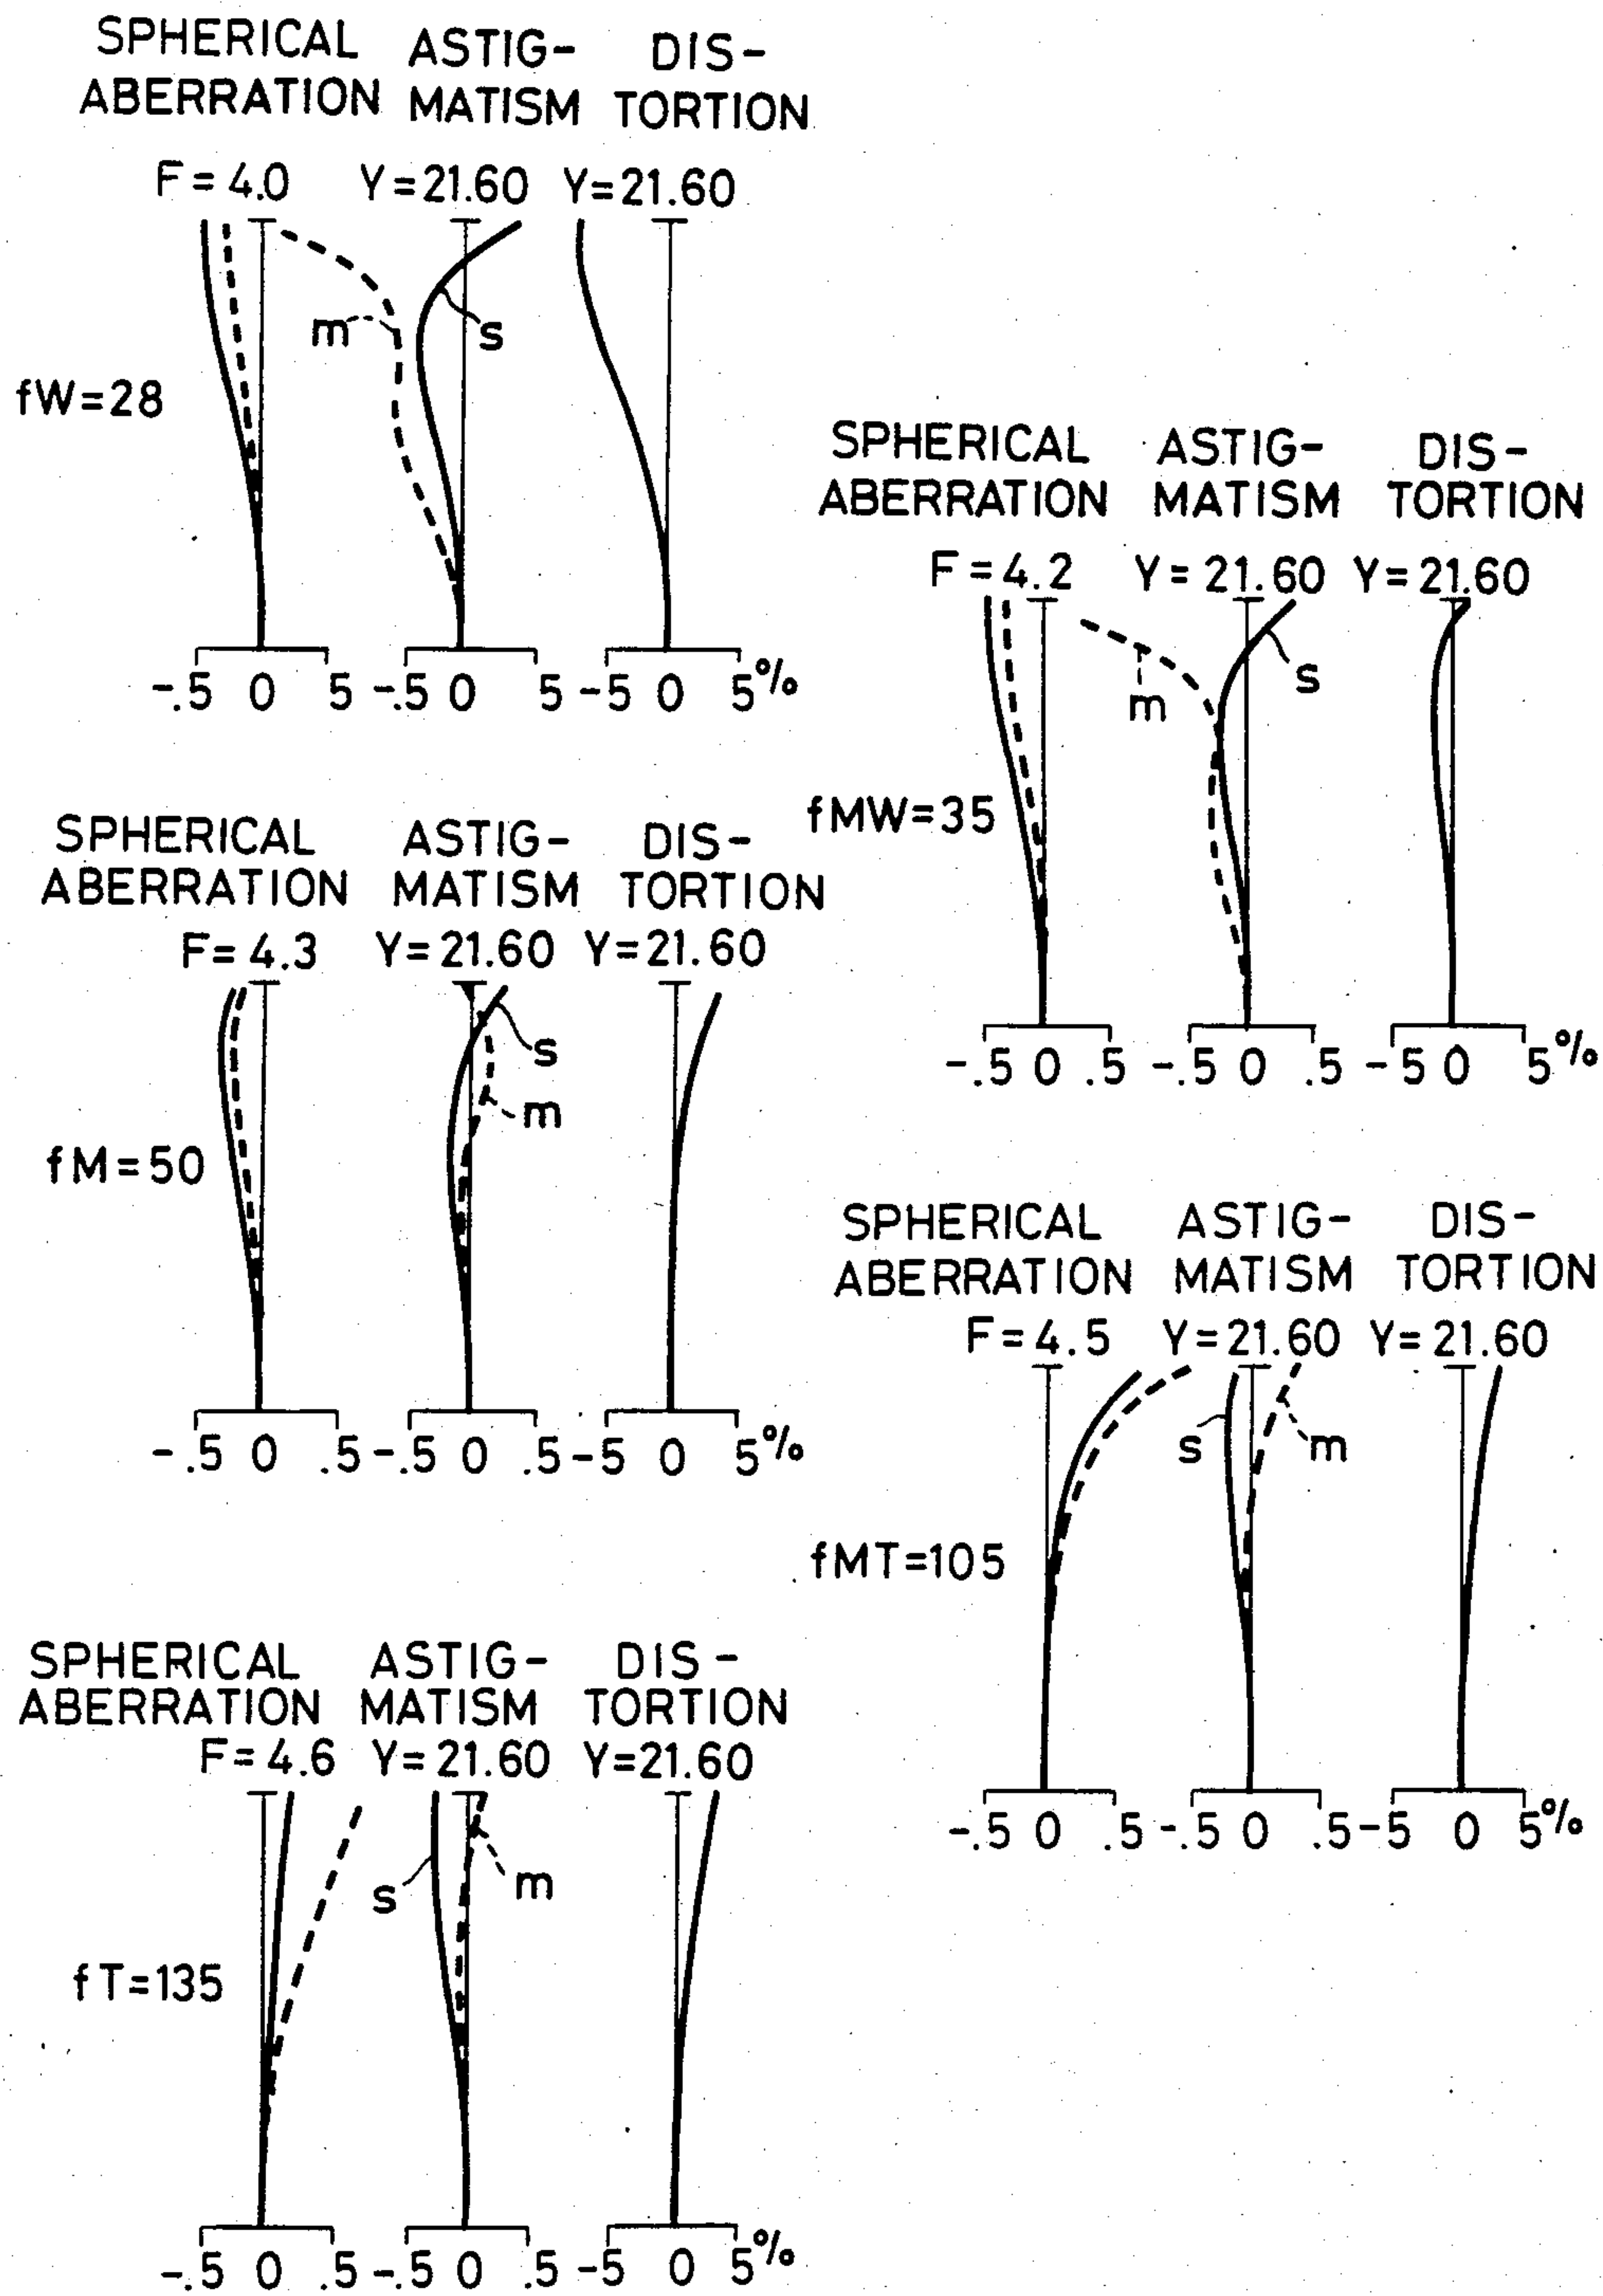 SPHERICAL ASTIG- DIS-
ABERRATION MATISM TORTION
F=4.0 Y=21.60 Y=21.60
m s
fW=28
-.5 0 5 -.5 0 5 -5 0 5%
SPHERICAL ASTIG- DIS-
ABERRATION MATISM TORTION
F=4.2 Y=21.60 Y=21.60
s
m
fMW=35
-.5 0 .5 -.5 0 .5 -5 0 5%
SPHERICAL ASTIG- DIS-
ABERRATION MATISM TORTION
F=4.3 Y=21.60 Y=21.60
s
m
fM=50
-.5 0 .5 -.5 0 .5 -5 0 5%
SPHERICAL ASTIG- DIS-
ABERRATION MATISM TORTION
F=4.5 Y=21.60 Y=21.60
s m
fMT=105
-.5 0 .5 -.5 0 .5 -5 0 5%
SPHERICAL ASTIG- DIS-
ABERRATION MATISM TORTION
F=4.6 Y=21.60 Y=21.60
s m
fT=135
-.5 0 .5 -.5 0 .5 -5 0 5%